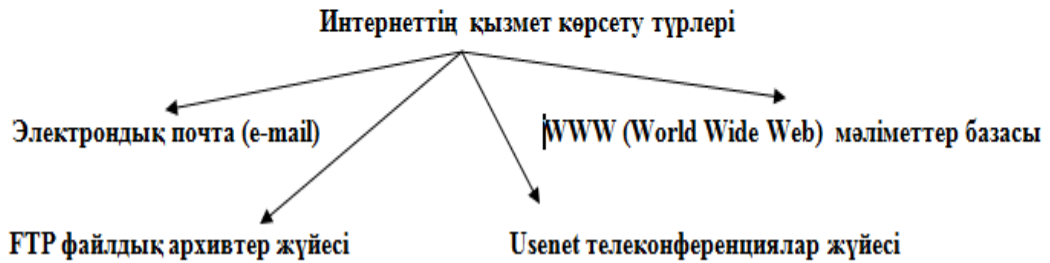 Интернеттің қызмет көрсету түрлері
Электрондық почта (e-mail)
WWW (World Wide Web) мәліметтер базасы
FTP файлдық архивтер жүйесі
Usenet телеконференциялар жүйесі